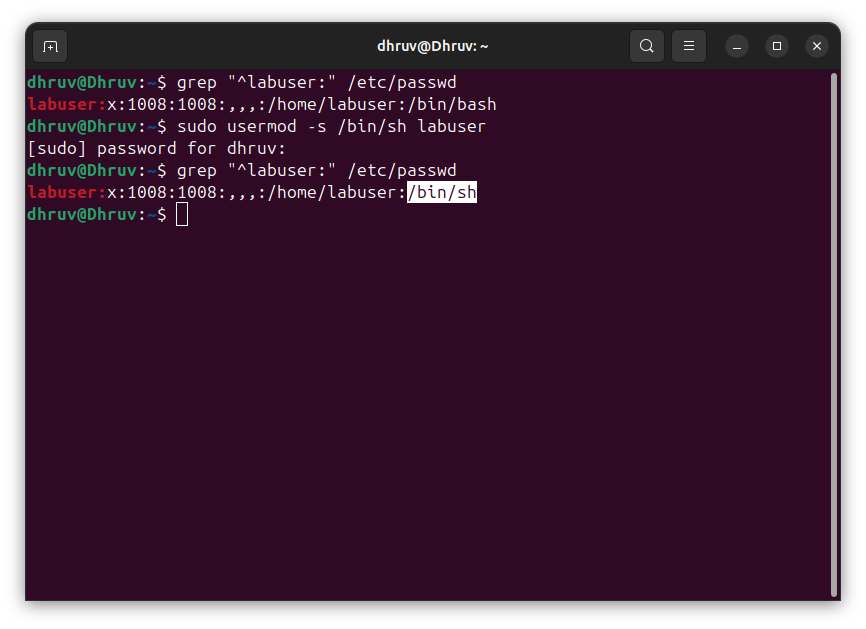 dhruv@Dhruv: ~
dhruv@Dhruv:~$ grep "^labuser:" /etc/passwd
labuser:x:1008:1008:,,,:/home/labuser:/bin/bash
dhruv@Dhruv:~$ sudo usermod -s /bin/sh labuser
[sudo] password for dhruv:
dhruv@Dhruv:~$ grep "^labuser:" /etc/passwd
labuser:x:1008:1008:,,,:/home/labuser:/bin/sh
dhruv@Dhruv:~$